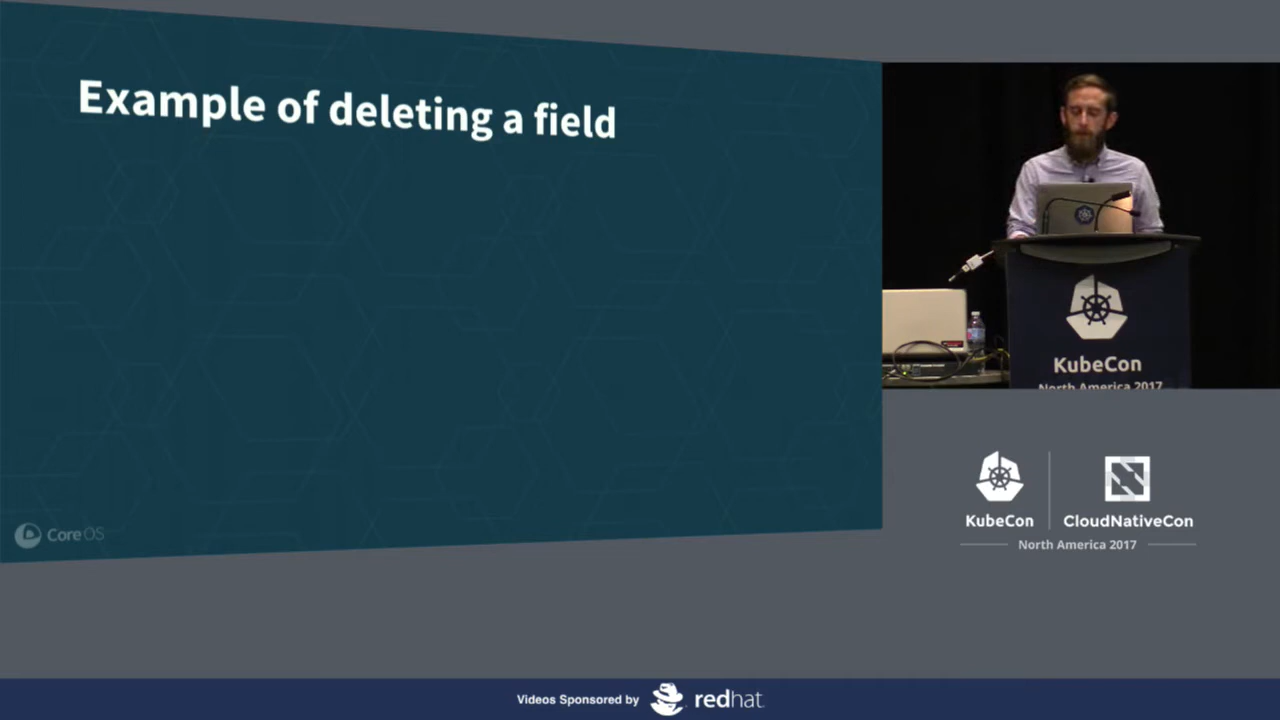 Example of deleting a field
CoreOS
KubeCon
North America 2017
KubeCon
CloudNativeCon
North America 2017
Videos Sponsored by redhat